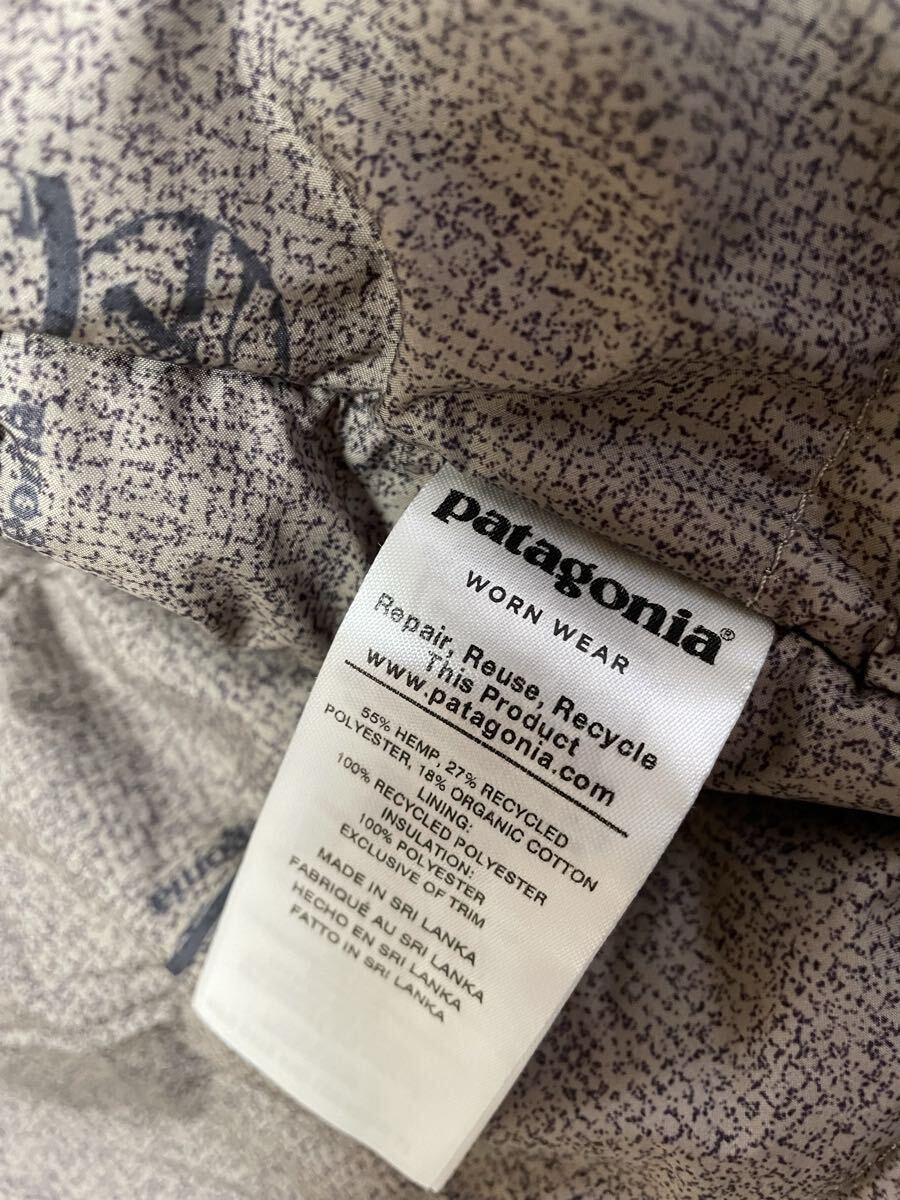 patagonia®
WORN WEAR
Repair, Reuse, Recycle
This Product
www.patagonia.com
55% HEMP, 27% RECYCLED
POLYESTER, 18% ORGANIC COTTON
LINING:
100% RECYCLED POLYESTER
INSULATION:
100% POLYESTER
EXCLUSIVE OF TRIM
MADE IN SRI LANKA
FABRIQUÉ AU SRI LANKA
HECHO EN SRI LANKA
FATTO IN SRI LANKA